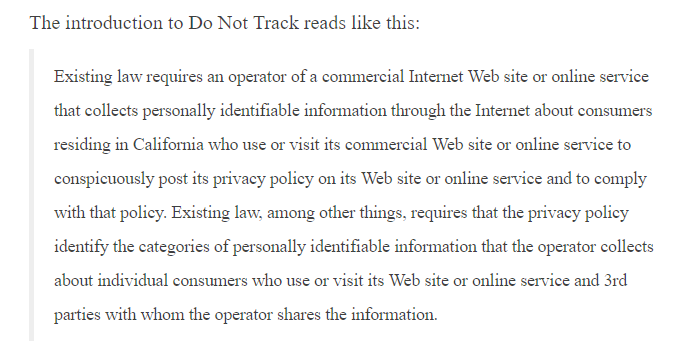 The introduction to Do Not Track reads like this:
Existing law requires an operator of a commercial Internet Web site or online service
that collects personally identifiable information through the Internet about consumers
residing in California who use or visit its commercial Web site or online service to
conspicuously post its privacy policy on its Web site or online service and to comply
with that policy. Existing law, among other things, requires that the privacy policy
identify the categories of personally identifiable information that the operator collects
about individual consumers who use or visit its Web site or online service and 3rd
parties with whom the operator shares the information.